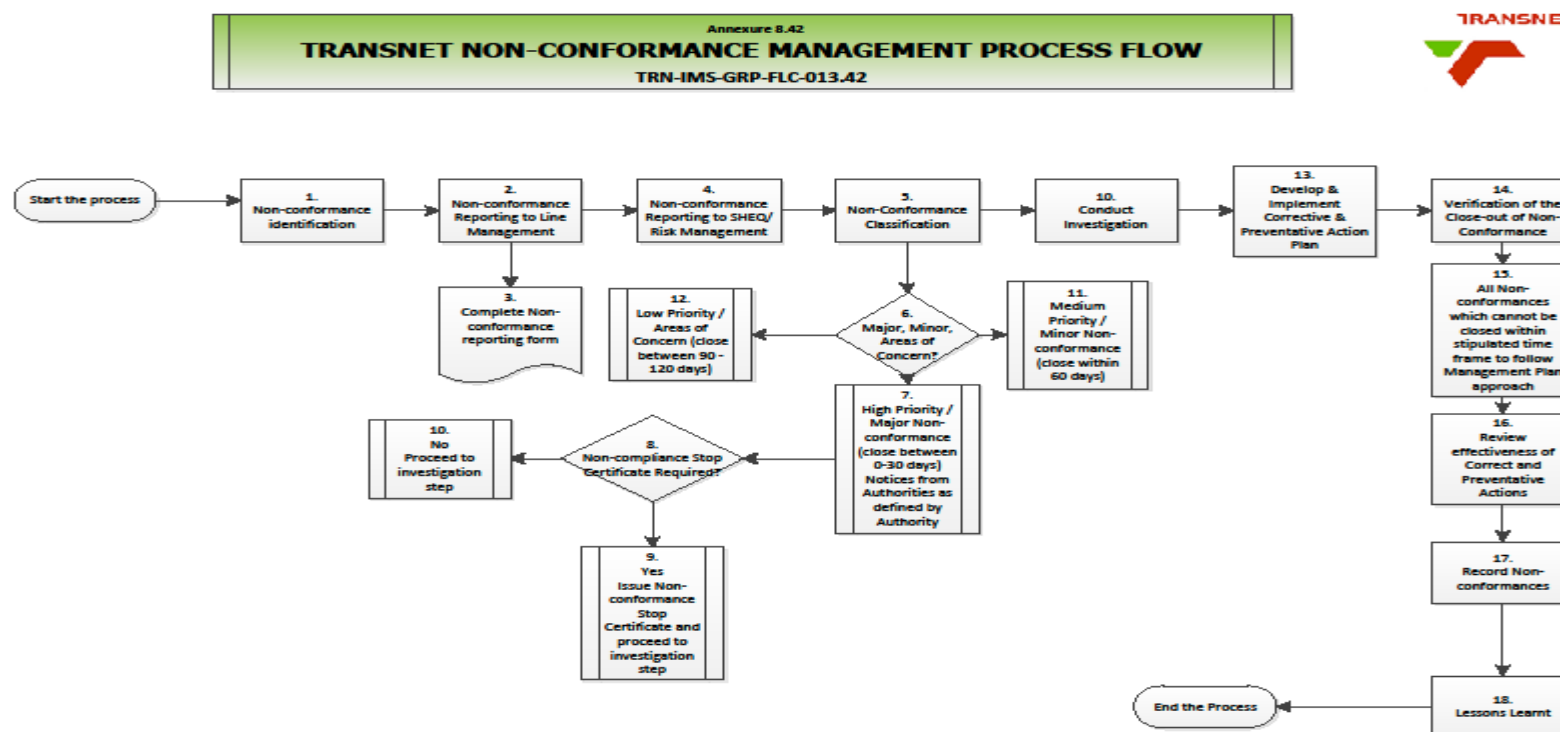 Annexure 8.42
TRANSNET NON-CONFORMANCE MANAGEMENT PROCESS FLOW
TRN-IMS-GRP-FLC-013.42
TRANSNE
Start the process
1.
Non-conformance
identification
2.
Non-conformance
Reporting to Line
Management
4.
Non-conformance
Reporting to SHEQ/
Risk Management
5.
Non-Conformance
Classification
10.
Conduct
Investigation
13.
Develop &
Implement
Corrective &
Preventative Action
Plan
14.
Verification of the
Close-out of Non-
Conformance
3.
Complete Non-
conformance
reporting form
12.
Low Priority /
Areas of
Concern (close
between 90 -
120 days)
6.
Major, Minor,
Areas of
Concern?
11.
Medium
Priority /
Minor Non-
conformance
(close within
60 days)
15.
All Non-
conformances
which cannot be
closed within
stipulated time
frame to follow
Management Plan
approach
10.
No
Proceed to
investigation
step
8.
Non-compliance Stop
Certificate Required?
7.
High Priority /
Major Non-
conformance
(close between
0-30 days)
Notices from
Authorities as
defined by
Authority
16.
Review
effectiveness of
Correct and
Preventative
Actions
9.
Yes
Issue Non-
conformance
Stop
Certificate and
proceed to
investigation
step
17.
Record Non-
conformances
End the Process
18.
Lessons Learnt